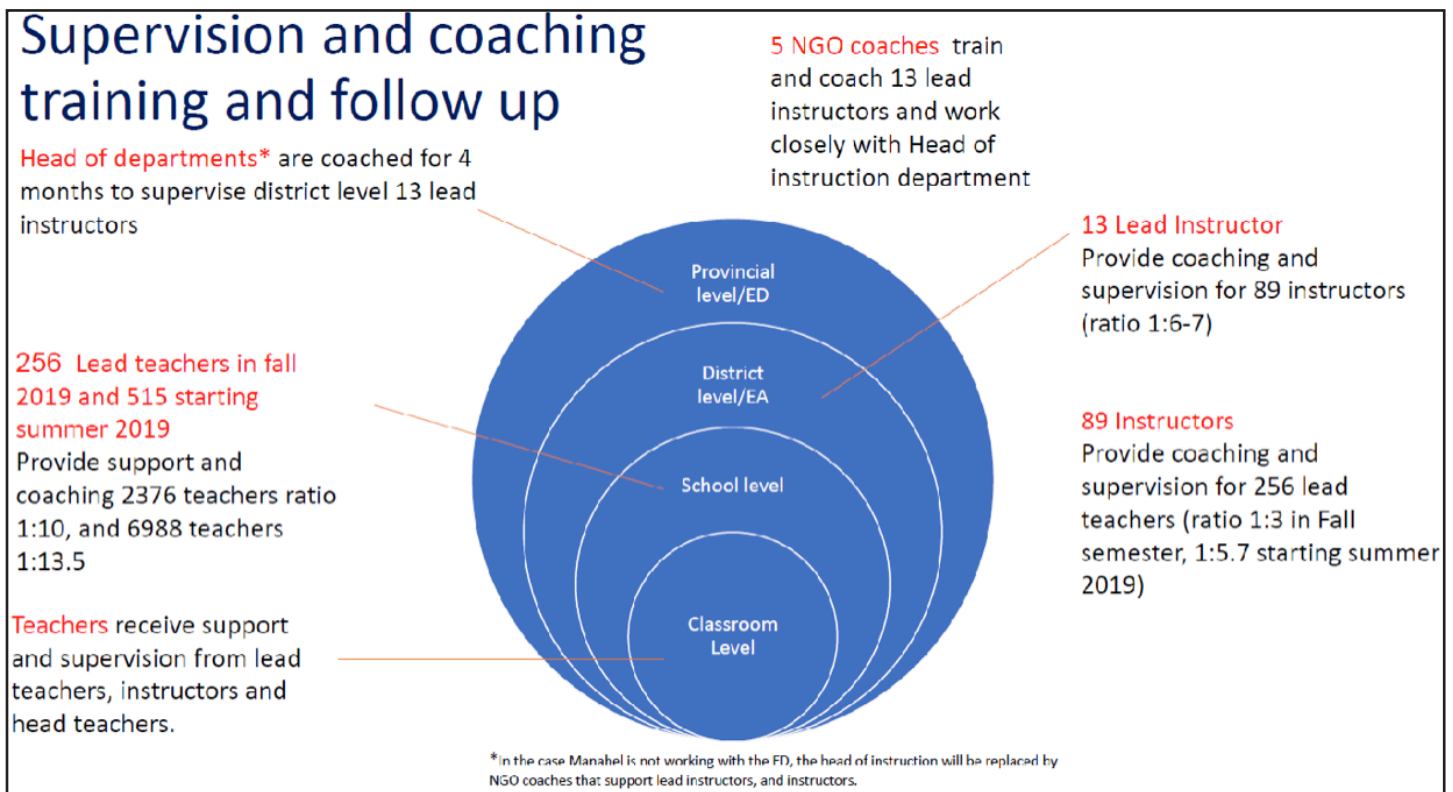 Supervision and coaching
training and follow up
5 NGO coaches train
and coach 13 lead
instructors and work
closely with Head of
instruction department
Head of departments* are coached for 4
months to supervise district level 13 lead
instructors
13 Lead Instructor
Provide coaching and
supervision for 89 instructors
(ratio 1:6-7)
256 Lead teachers in fall
2019 and 515 starting
summer 2019
Provide support and
coaching 2376 teachers ratio
1:10, and 6988 teachers
1:13.5
89 Instructors
Provide coaching and
supervision for 256 lead
teachers (ratio 1:3 in Fall
semester, 1:5.7 starting summer
2019)
Teachers receive support
and supervision from lead
teachers, instructors and
head teachers.
Provincial
level/ED
District
level/EA
School level
Classroom
Level
*In the case Manahel is not working with the ED, the head of instruction will be replaced by
NGO coaches that support lead instructors, and instructors.